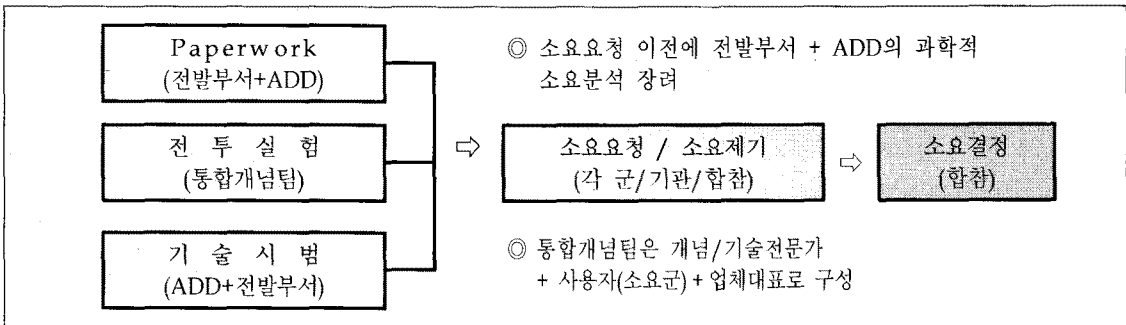 Paperwork
(전발부서+ADD)
◎ 소요요청 이전에 전발부서 + ADD의 과학적
소요분석 장려
전 투 실 험
(통합개념팀)
⇨
소요요청 / 소요제기
(각 군/기관/합참)
⇨
소요결정
(합참)
기 술 시 범
(ADD+전발부서)
◎ 통합개념팀은 개념/기술전문가
+ 사용자(소요군) + 업체대표로 구성